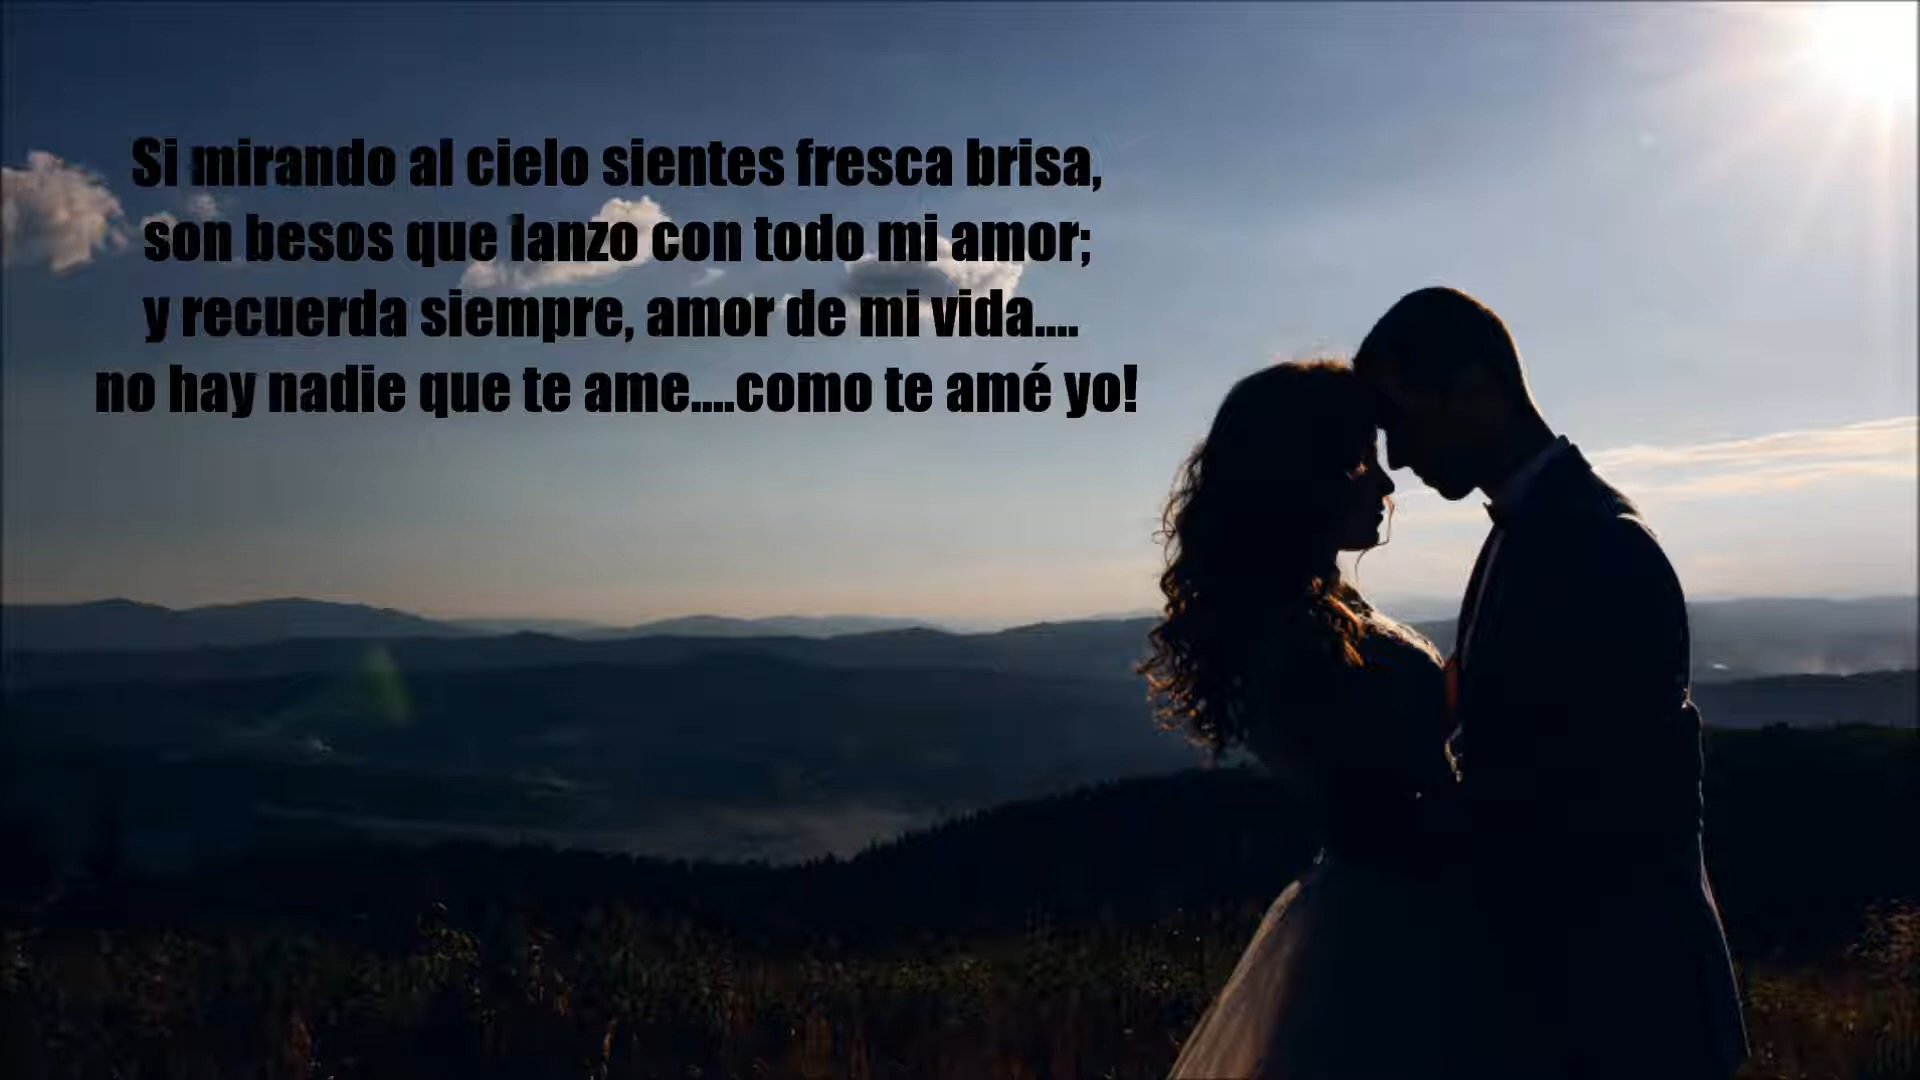 Si mirando al cielo sientes fresca brisa,
son besos que lanzo con todo mi amor;
y recuerda siempre, amor de mi vida....
no hay nadie que te ame....como te amé yo!